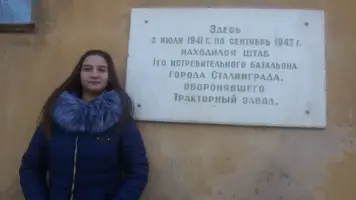 Здесь
с июля 1941 г. по сентябрь 1942 г.
находился штаб
1го истребительного батальона
города Сталинграда,
оборонявшего
Тракторный завод.